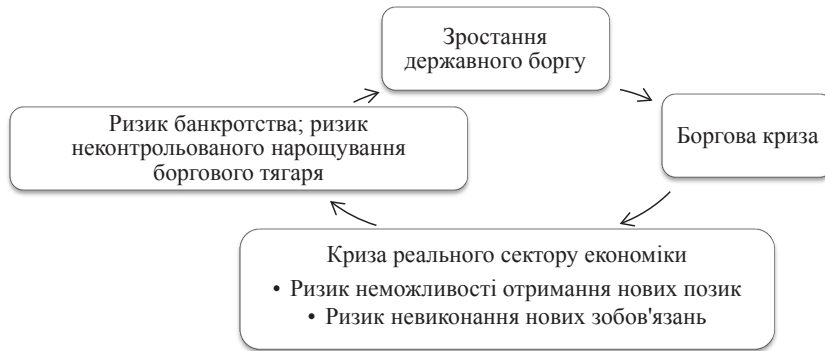 Зростання
державного боргу
Боргова криза
Криза реального сектору економіки
• Ризик неможливості отримання нових позик
• Ризик невиконання нових зобов'язань
Ризик банкротства; ризик
неконтрольованого нарощування
боргового тягаря